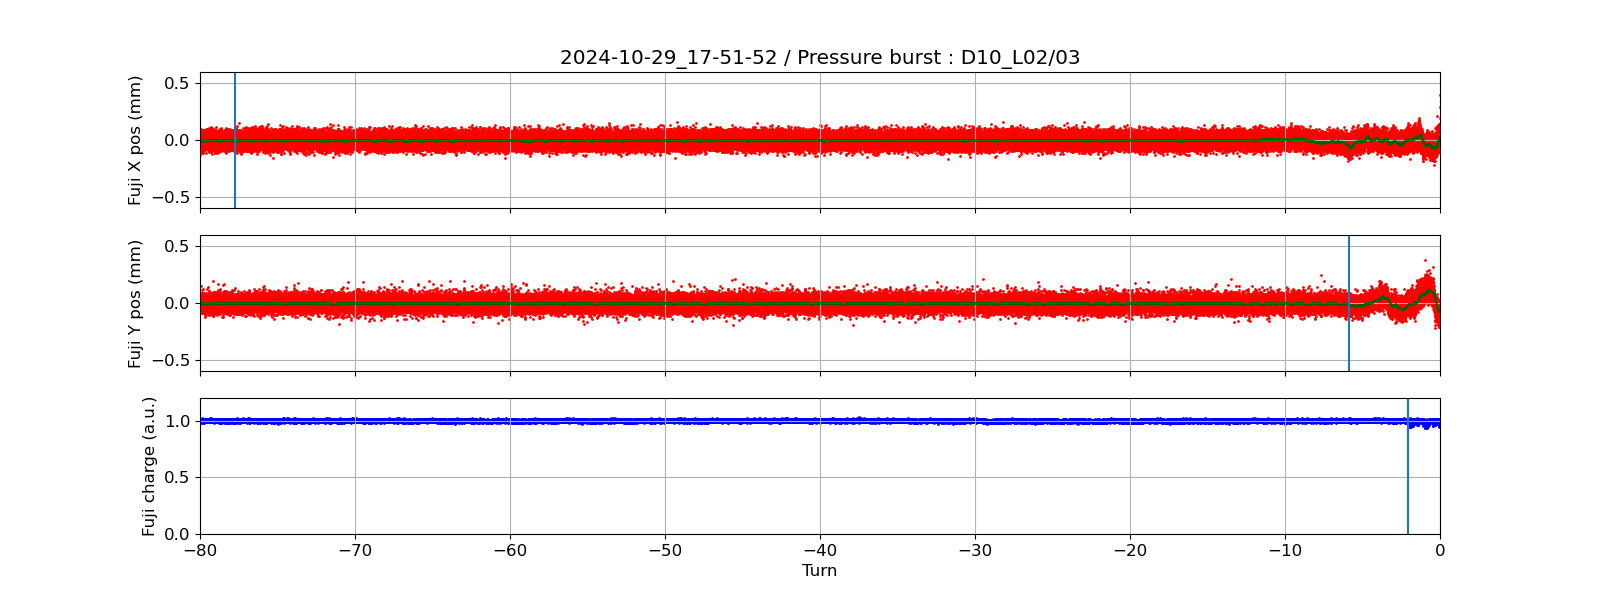 2024-10-29_17-51-52 / Pressure burst : D10_L02/03
Fuji X pos (mm)
0.5
0.0
−0.5
Fuji Y pos (mm)
0.5
0.0
−0.5
Fuji charge (a.u.)
1.0
0.5
0.0
−80 −70 −60 −50 −40 −30 −20 −10 0
Turn